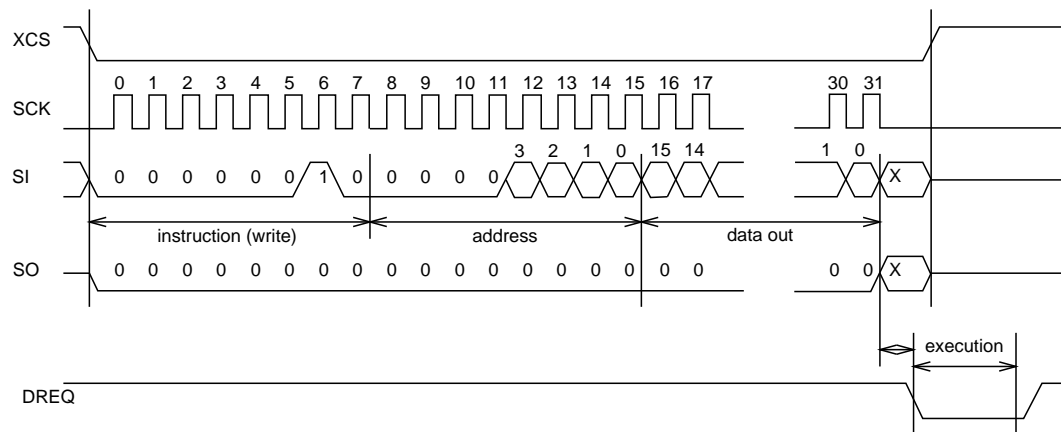 XCS
0 1 2 3 4 5 6 7 8 9 10 11 12 13 14 15 16 17 30 31
SCK
3 2 1 0 15 14 1 0
SI 0 0 0 0 0 0 1 0 0 0 0 0 X
instruction (write) address data out
SO 0 0 0 0 0 0 0 0 0 0 0 0 0 0 0 0 0 0 0 0 X
execution
DREQ